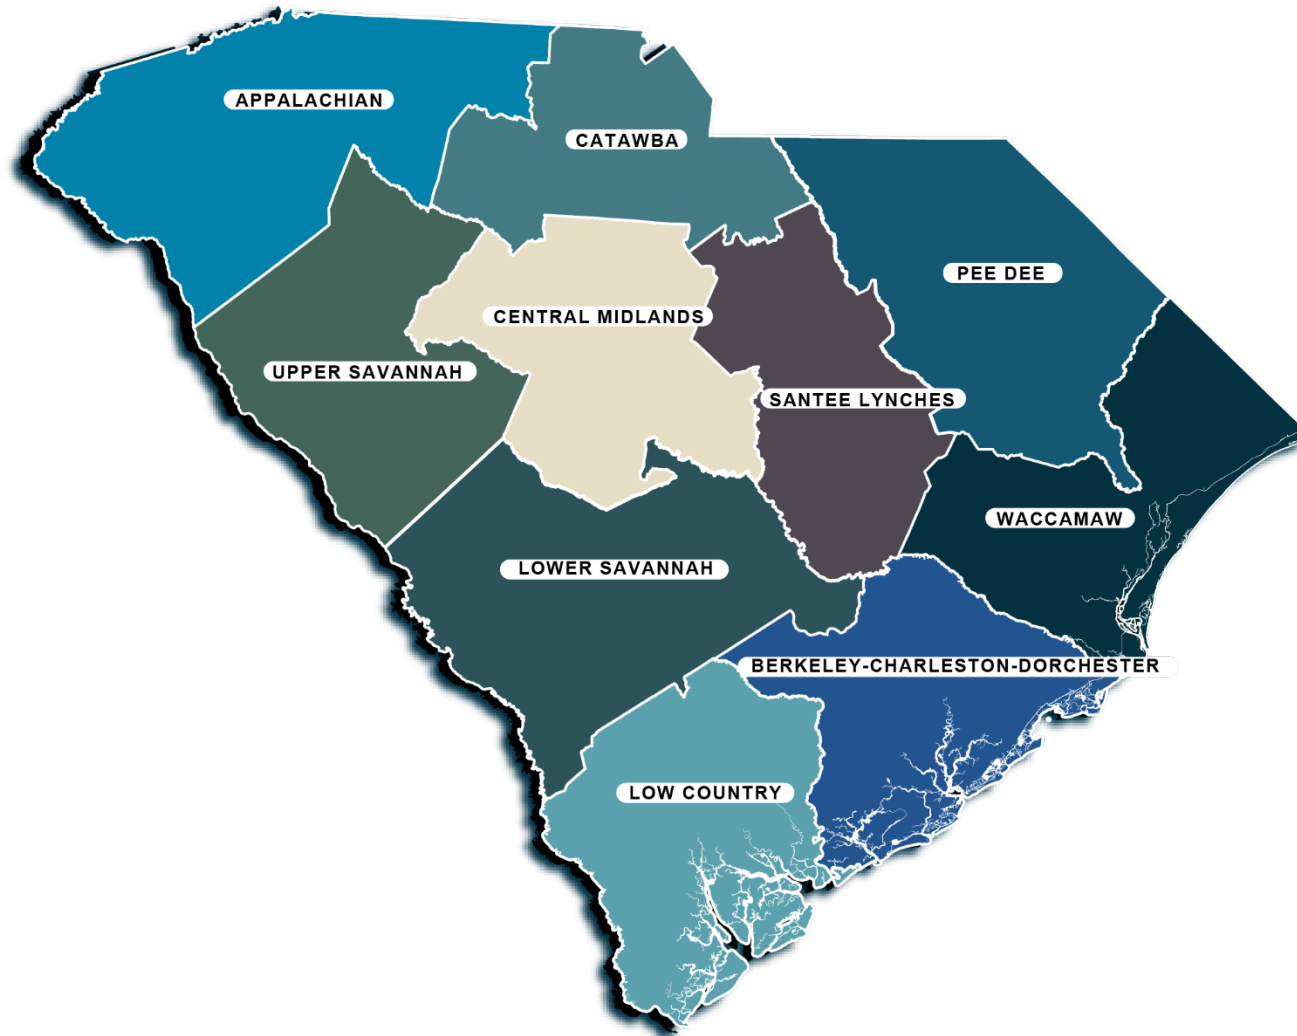 APPALACHIAN
CATAWBA
PEE DEE
CENTRAL MIDLANDS
UPPER SAVANNAH
SANTEE LYNCHES
WACCAMAW
LOWER SAVANNAH
BERKELEY-CHARLESTON-DORCHESTER
LOW COUNTRY